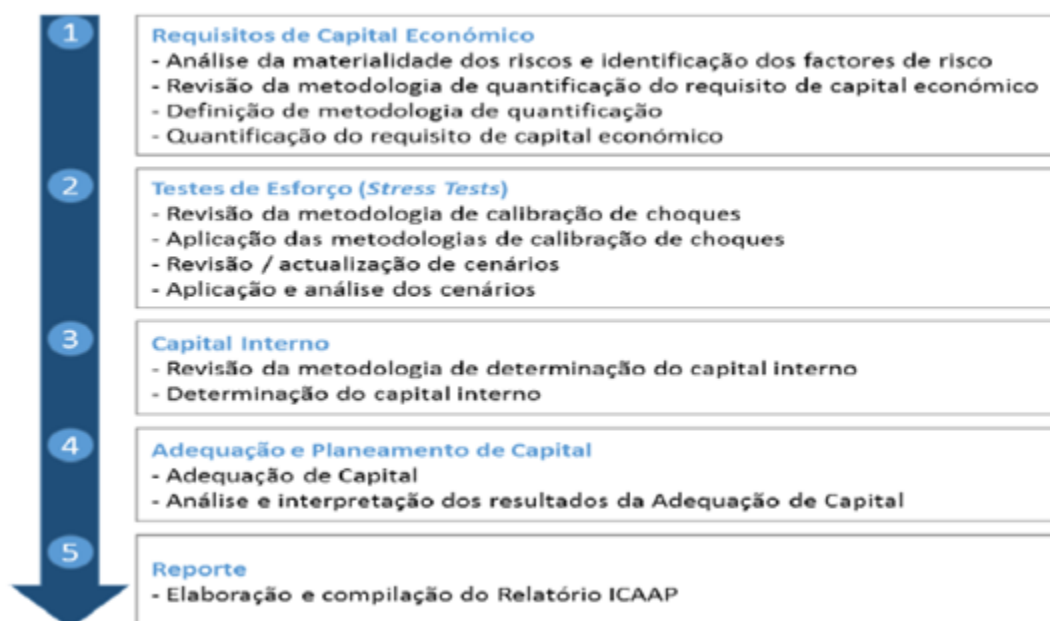 1
Requisitos de Capital Económico
- Análise da materialidade dos riscos e identificação dos factores de risco
- Revisão da metodologia de quantificação do requisito de capital económico
- Definição de metodologia de quantificação
- Quantificação do requisito de capital económico
2
Testes de Esforço (Stress Tests)
- Revisão da metodologia de calibração de choques
- Aplicação das metodologias de calibração de choques
- Revisão / actualização de cenários
- Aplicação e análise dos cenários
3
Capital Interno
- Revisão da metodologia de determinação do capital interno
- Determinação do capital interno
4
Adequação e Planeamento de Capital
- Adequação de Capital
- Análise e interpretação dos resultados da Adequação de Capital
5
Reporte
- Elaboração e compilação do Relatório ICAAP